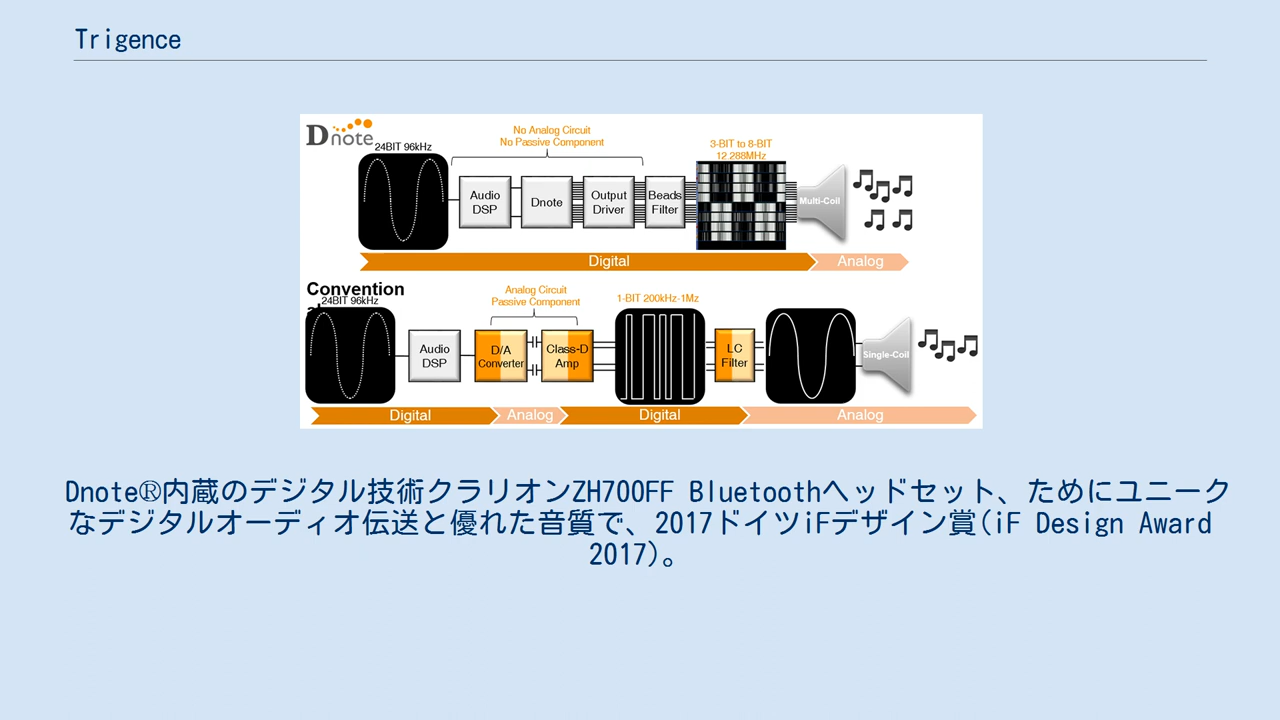 Trigence
Dnote
24BIT 96kHz
No Analog Circuit
No Passive Component
3-BIT to 8-BIT
12.288MHz
Audio
DSP
Dnote
Output
Driver
Beads
Filter
Multi-Coil
Digital
Analog
Convention
al
24BIT 96kHz
Analog Circuit
Passive Component
1-BIT 200kHz-1Mz
Audio
DSP
D/A
Converter
Class-D
Amp
LC
Filter
Single-Coil
Digital
Analog
Digital
Analog
Dnote®内蔵のデジタル技術クラリオンZH700FF Bluetoothヘッドセット、ためにユニーク
なデジタルオーディオ伝送と優れた音質で、2017ドイツiFデザイン賞(iF Design Award
2017)。